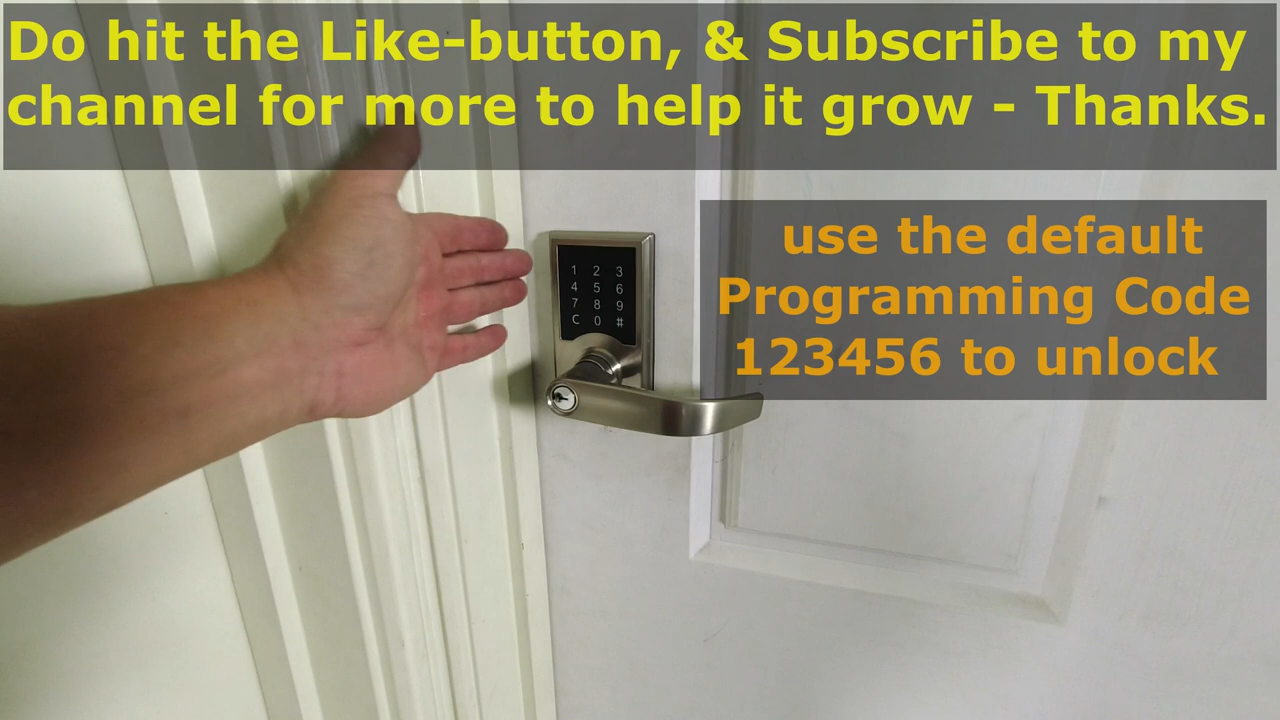 Do hit the Like-button, & Subscribe to my
channel for more to help it grow - Thanks.
use the default
Programming Code
123456 to unlock
1 2 3
4 5 6
7 8 9
C 0 #